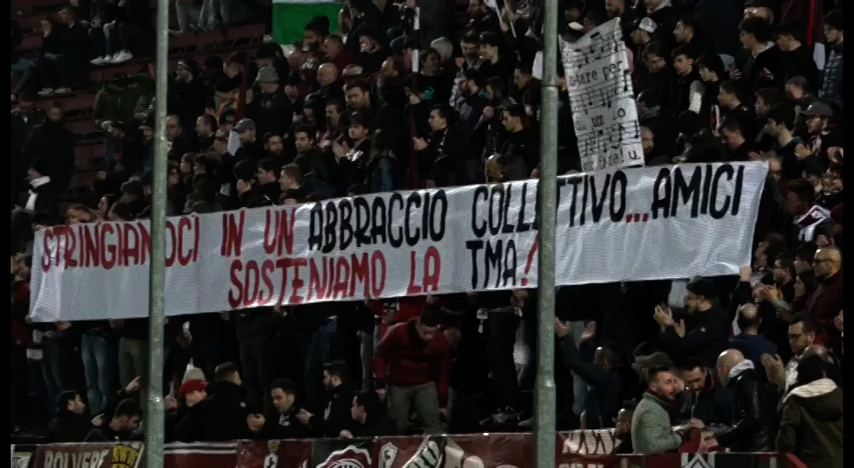 STRINGIAMOCI IN UN ABBRACCIO COLLETTIVO...AMICI
SOSTENIAMO LA TMA!